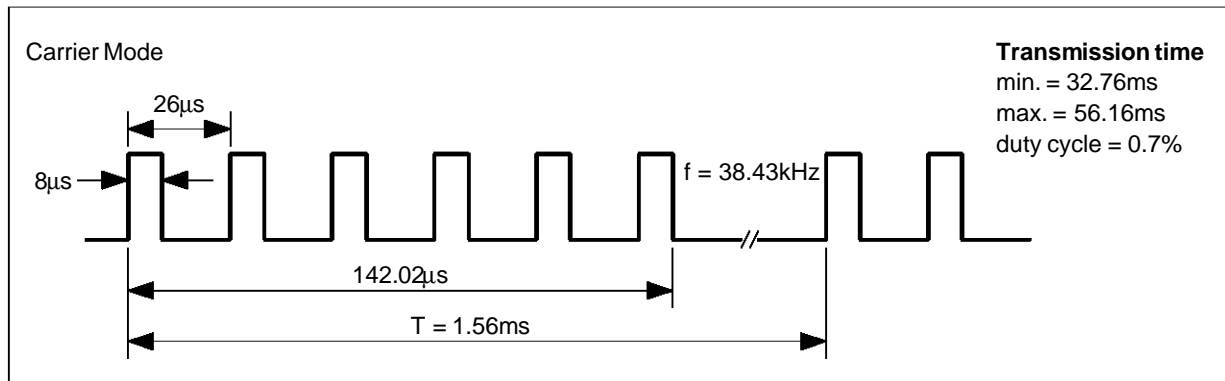 Carrier Mode
Transmission time
min. = 32.76ms
max. = 56.16ms
duty cycle = 0.7%
26μs
8μs
f = 38.43kHz
142.02μs
T = 1.56ms